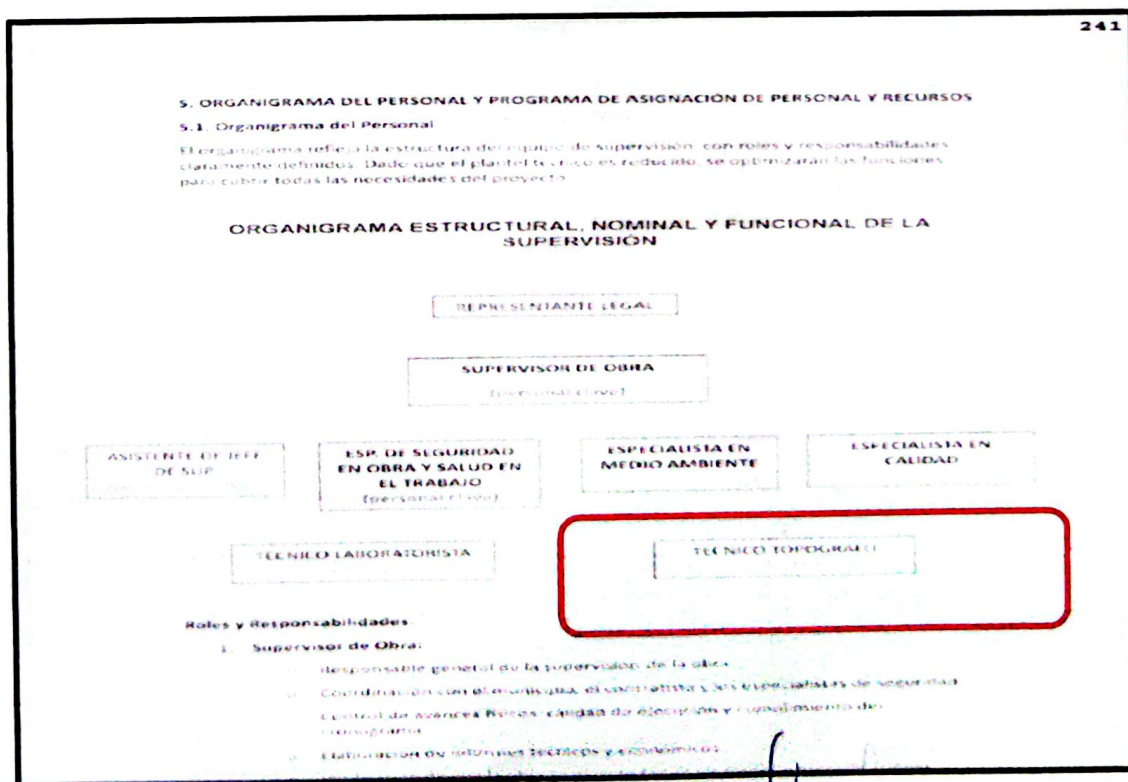 241
5. ORGANIGRAMA DEL PERSONAL Y PROGRAMA DE ASIGNACIÓN DE PERSONAL Y RECURSOS
5.1. Organigrama del Personal
El organigrama refleja la estructura del equipo de supervisión, con roles y responsabilidades
claramente definidos. Dado que el plantel técnico es reducido, se optimizarán las funciones
para cubrir todas las necesidades del proyecto
ORGANIGRAMA ESTRUCTURAL, NOMINAL Y FUNCIONAL DE LA
SUPERVISIÓN
REPRESENTANTE LEGAL
SUPERVISOR DE OBRA
(personal clave)
ASISTENTE DE JEFE
DE SUP
ESP. DE SEGURIDAD
EN OBRA Y SALUD EN
EL TRABAJO
(personal clave)
ESPECIALISTA EN
MEDIO AMBIENTE
ESPECIALISTA EN
CALIDAD
TECNICO LABORATORISTA
TECNICO TOPOGRAFO
Roles y Responsabilidades
1. Supervisor de Obra:
Responsable general de la supervisión de la obra
Coordinación con el municipio, el contratista y los especialistas de seguridad
Control de avances físicos, calidad de ejecución y cumplimiento del
cronograma
Elaboración de informes técnicos y económicos